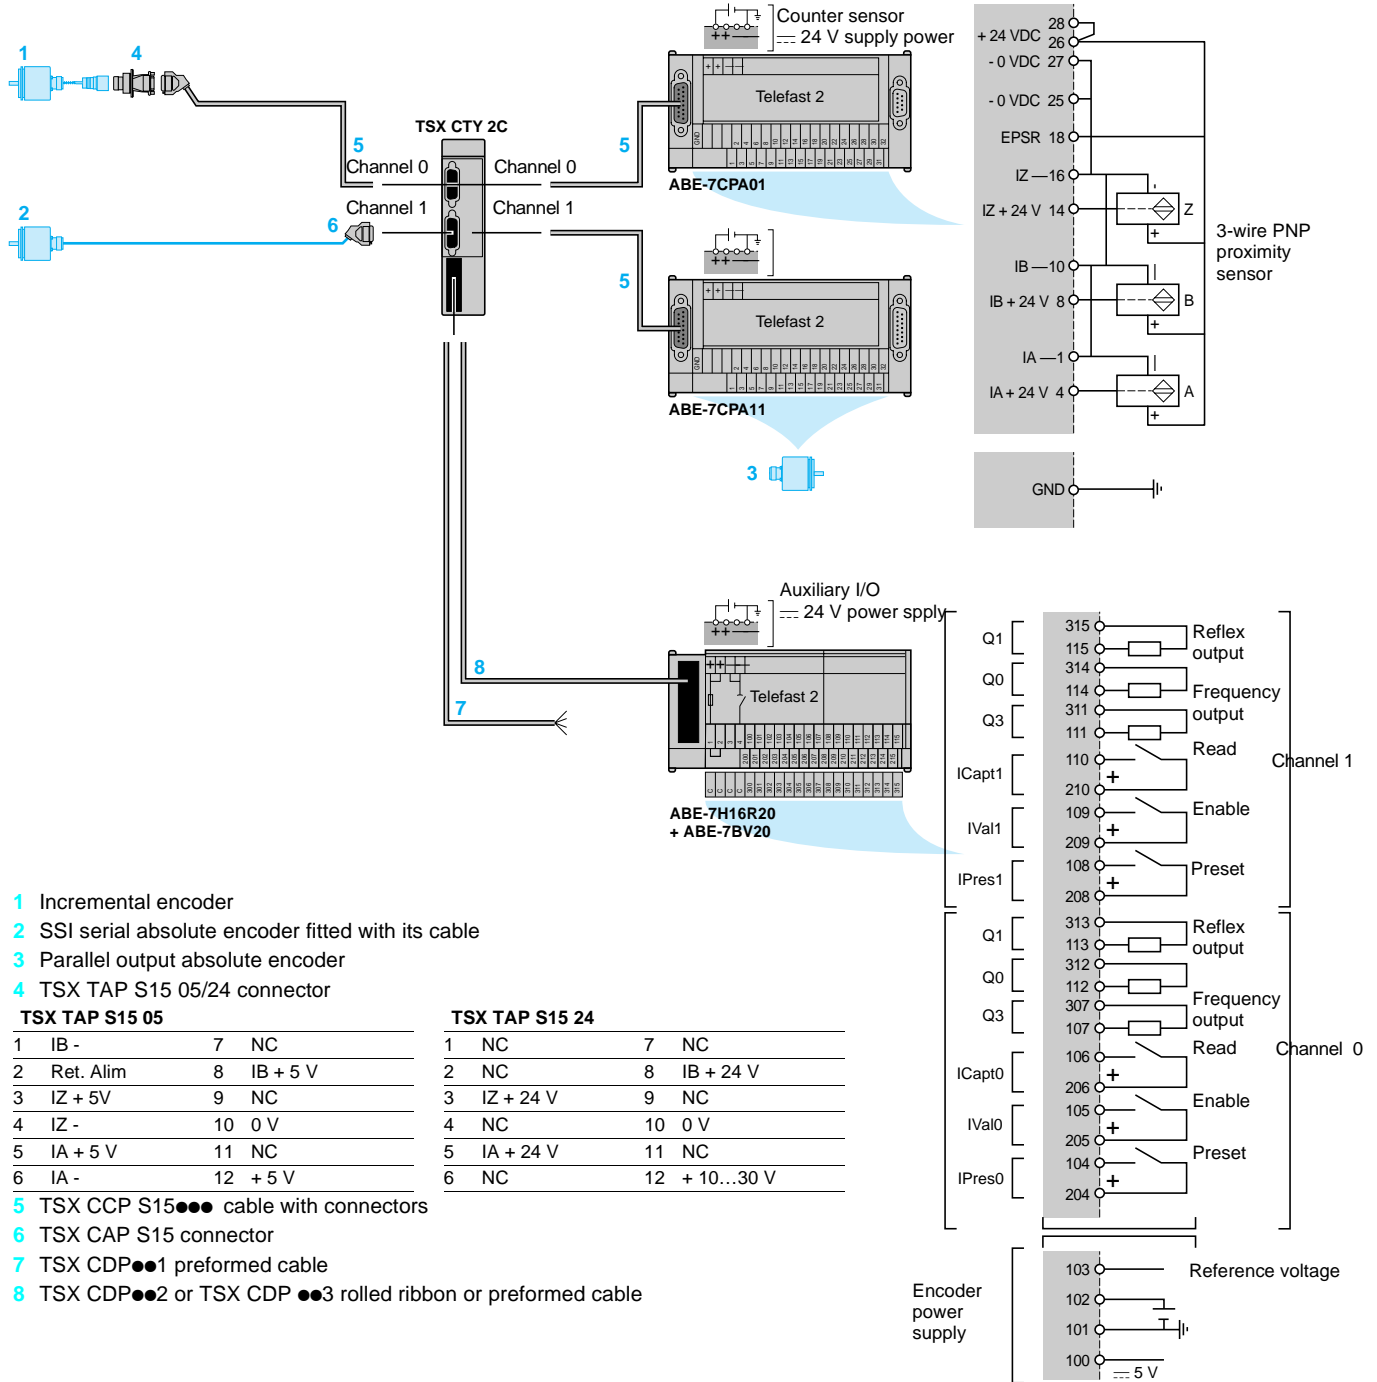 Counter sensor
24 V supply power
1
4
Telefast 2
TSX CTY 2C
5
5
Channel 0
Channel 0
ABE-7CPA01
Channel 1
Channel 1
2
6
5
Telefast 2
ABE-7CPA11
3
+ 24 VDC
28
26
- 0 VDC 27
- 0 VDC 25
EPSR 18
IZ —16
IZ + 24 V 14
Z
IB —10
IB + 24 V 8
B
IA —1
IA + 24 V 4
A
3-wire PNP
proximity
sensor
GND
Auxiliary I/O
24 V power spply
8
7
Telefast 2
ABE-7H16R20
+ ABE-7BV20
Q1
315
115
Reflex
output
Q0
314
114
Frequency
output
Q3
311
111
ICapt1
110
210
+
Read
IVal1
109
209
+
Enable
IPres1
108
208
+
Preset
Channel 1
Q1
313
113
Reflex
output
Q0
312
112
Frequency
output
Q3
307
107
ICapt0
106
206
+
Read
IVal0
105
205
+
Enable
IPres0
104
204
+
Preset
Channel 0
Encoder
power
supply
103
Reference voltage
102
101
100
5 V
1 Incremental encoder
2 SSI serial absolute encoder fitted with its cable
3 Parallel output absolute encoder
4 TSX TAP S15 05/24 connector
TSX TAP S15 05
1 IB - 7 NC
2 Ret. Alim 8 IB + 5 V
3 IZ + 5V 9 NC
4 IZ - 10 0 V
5 IA + 5 V 11 NC
6 IA - 12 + 5 V
TSX TAP S15 24
1 NC 7 NC
2 NC 8 IB + 24 V
3 IZ + 24 V 9 NC
4 NC 10 0 V
5 IA + 24 V 11 NC
6 NC 12 + 10…30 V
5 TSX CCP S15●●● cable with connectors
6 TSX CAP S15 connector
7 TSX CDP●●1 preformed cable
8 TSX CDP●●2 or TSX CDP ●●3 rolled ribbon or preformed cable